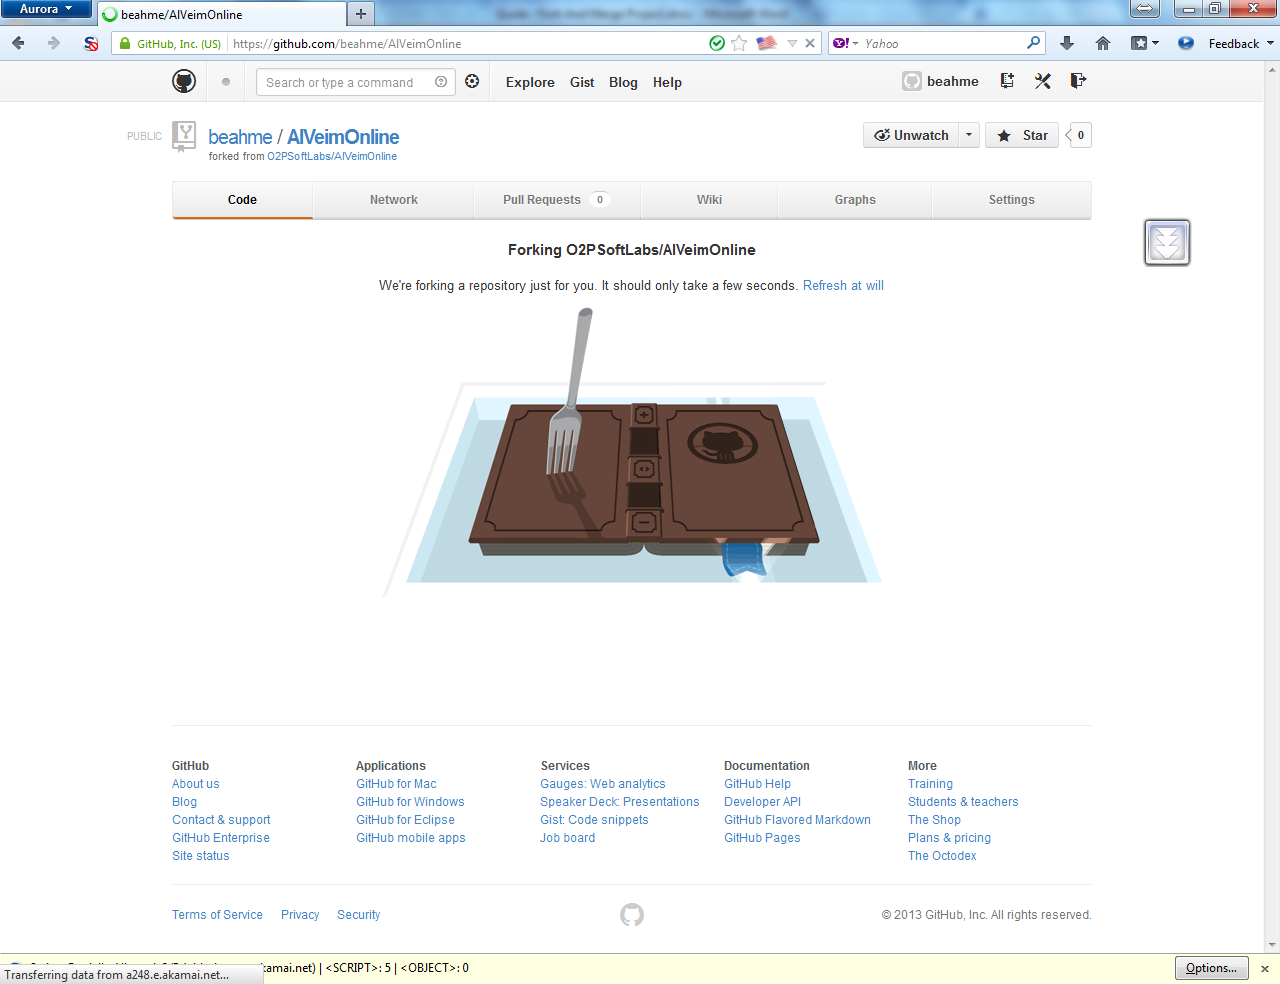 Aurora
beahme/AlVeimOnline
GitHub, Inc. (US)
https://github.com/beahme/AlVeimOnline
Yahoo
Feedback
Search or type a command
Explore
Gist
Blog
Help
beahme
PUBLIC
beahme / AlVeimOnline
forked from O2PSoftLabs/AlVeimOnline
Unwatch
Star
0
Code
Network
Pull Requests 0
Wiki
Graphs
Settings
Forking O2PSoftLabs/AlVeimOnline
We're forking a repository just for you. It should only take a few seconds. Refresh at will
GitHub
About us
Blog
Contact & support
GitHub Enterprise
Site status
Applications
GitHub for Mac
GitHub for Windows
GitHub for Eclipse
GitHub mobile apps
Services
Gauges: Web analytics
Speaker Deck: Presentations
Gist: Code snippets
Job board
Documentation
GitHub Help
Developer API
GitHub Flavored Markdown
GitHub Pages
More
Training
Students & teachers
The Shop
Plans & pricing
The Octodex
Terms of Service
Privacy
Security
© 2013 GitHub, Inc. All rights reserved.
kamai.net) | <SCRIPT>: 5 | <OBJECT>: 0
Options...
Transferring data from a248.e.akamai.net...